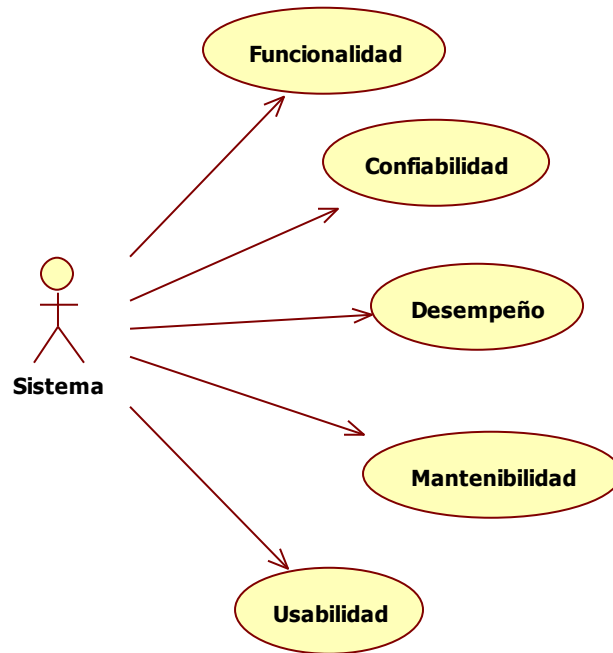 Funcionalidad
Confiabilidad
Desempeño
Sistema
Mantenibilidad
Usabilidad